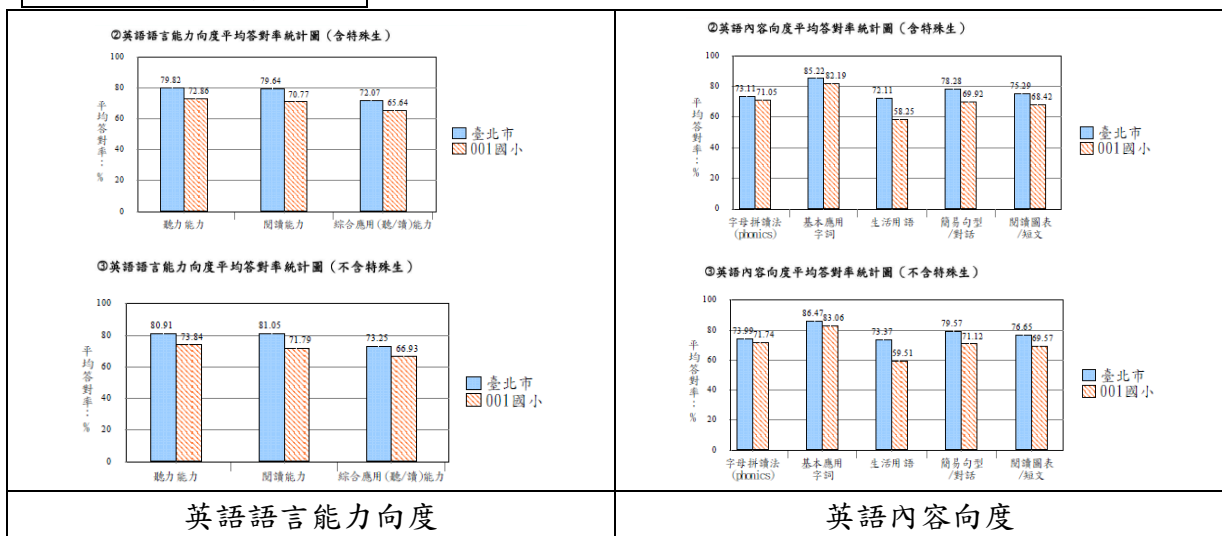 ②英語語言能力向度平均答對率統計圖（含特殊生）
100
80
60
40
20
0
平均答對率：%
79.82
72.86
79.64
70.77
72.07
65.64
聽力能力
閱讀能力
綜合應用(聽/讀)能力
臺北市
001國小
③英語語言能力向度平均答對率統計圖（不含特殊生）
100
80
60
40
20
0
平均答對率：%
80.91
73.84
81.05
71.79
73.25
66.93
聽力能力
閱讀能力
綜合應用(聽/讀)能力
臺北市
001國小
英語語言能力向度
②英語內容向度平均答對率統計圖（含特殊生）
100
80
60
40
20
0
平均答對率：%
73.11
71.05
85.22
82.19
72.11
58.25
78.28
69.92
75.29
68.42
字母拼讀法
(phonics)
基本應用
字詞
生活用語
簡易句型
/對話
閱讀圖表
/短文
臺北市
001國小
③英語內容向度平均答對率統計圖（不含特殊生）
100
80
60
40
20
0
平均答對率：%
73.99
71.74
86.47
83.06
73.37
59.51
79.57
71.12
76.65
69.57
字母拼讀法
(phonics)
基本應用
字詞
生活用語
簡易句型
/對話
閱讀圖表
/短文
臺北市
001國小
英語內容向度